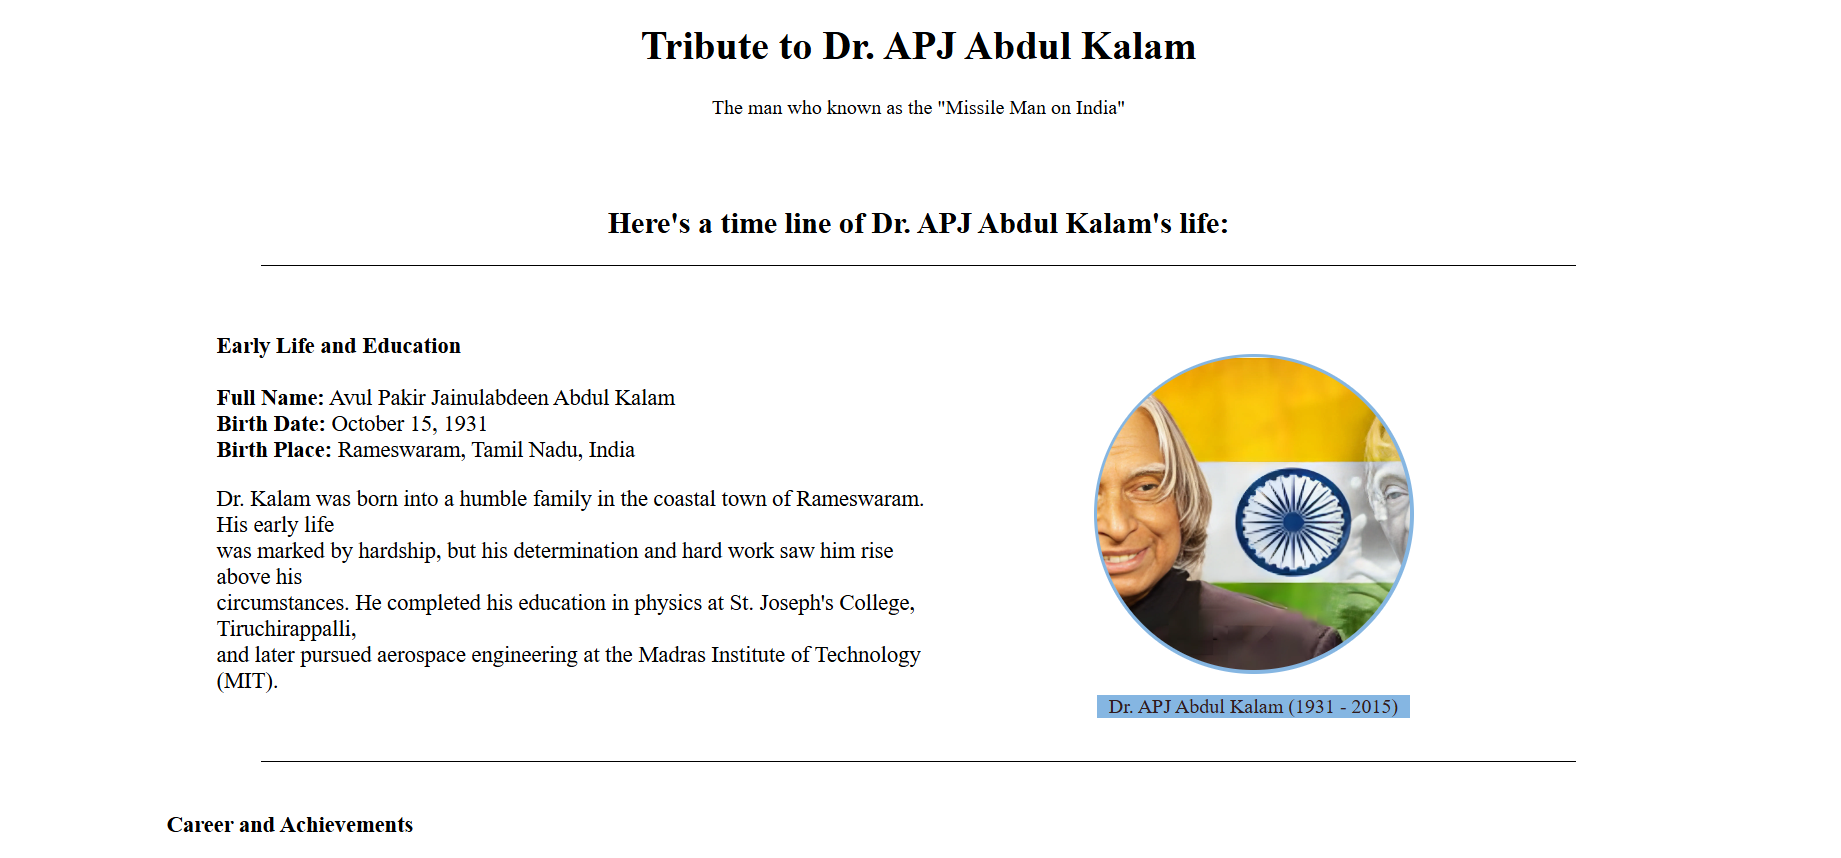 Tribute to Dr. APJ Abdul Kalam
The man who known as the "Missile Man on India"
Here's a time line of Dr. APJ Abdul Kalam's life:
Early Life and Education
Full Name: Avul Pakir Jainulabdeen Abdul Kalam
Birth Date: October 15, 1931
Birth Place: Rameswaram, Tamil Nadu, India
Dr. Kalam was born into a humble family in the coastal town of Rameswaram.
His early life
was marked by hardship, but his determination and hard work saw him rise
above his
circumstances. He completed his education in physics at St. Joseph's College,
Tiruchirappalli,
and later pursued aerospace engineering at the Madras Institute of Technology
(MIT).
Dr. APJ Abdul Kalam (1931 - 2015)
Career and Achievements